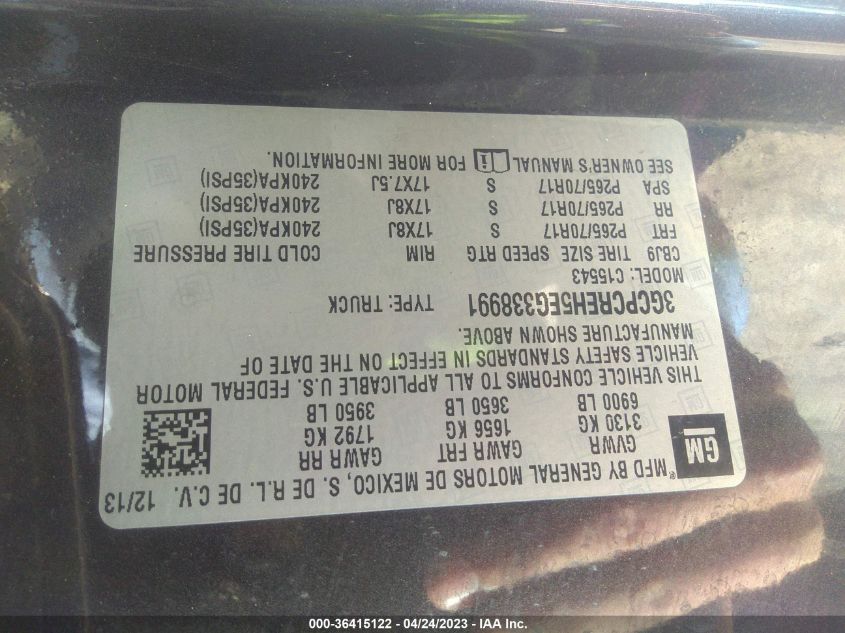 MFD BY GENERAL MOTORS DE MEXICO, S. DE R.L. DE C.V. 12/13
GM®
GVWR GAWR FRT GAWR RR
3130 KG 1656 KG 1792 KG
6900 LB 3650 LB 3950 LB
THIS VEHICLE CONFORMS TO ALL APPLICABLE U.S. FEDERAL MOTOR
VEHICLE SAFETY STANDARDS IN EFFECT ON THE DATE OF
MANUFACTURE SHOWN ABOVE.
3GCPCREH5EG338991 TYPE: TRUCK
MODEL: C15543
CBJ9 TIRE SIZE SPEED RTG RIM COLD TIRE PRESSURE
FRT P265/70R17 S 17X8J 240KPA(35PSI)
RR P265/70R17 S 17X8J 240KPA(35PSI)
SPA P265/70R17 S 17X7.5J 240KPA(35PSI)
SEE OWNER'S MANUAL i FOR MORE INFORMATION.
000-36415122 - 04/24/2023 - IAA Inc.